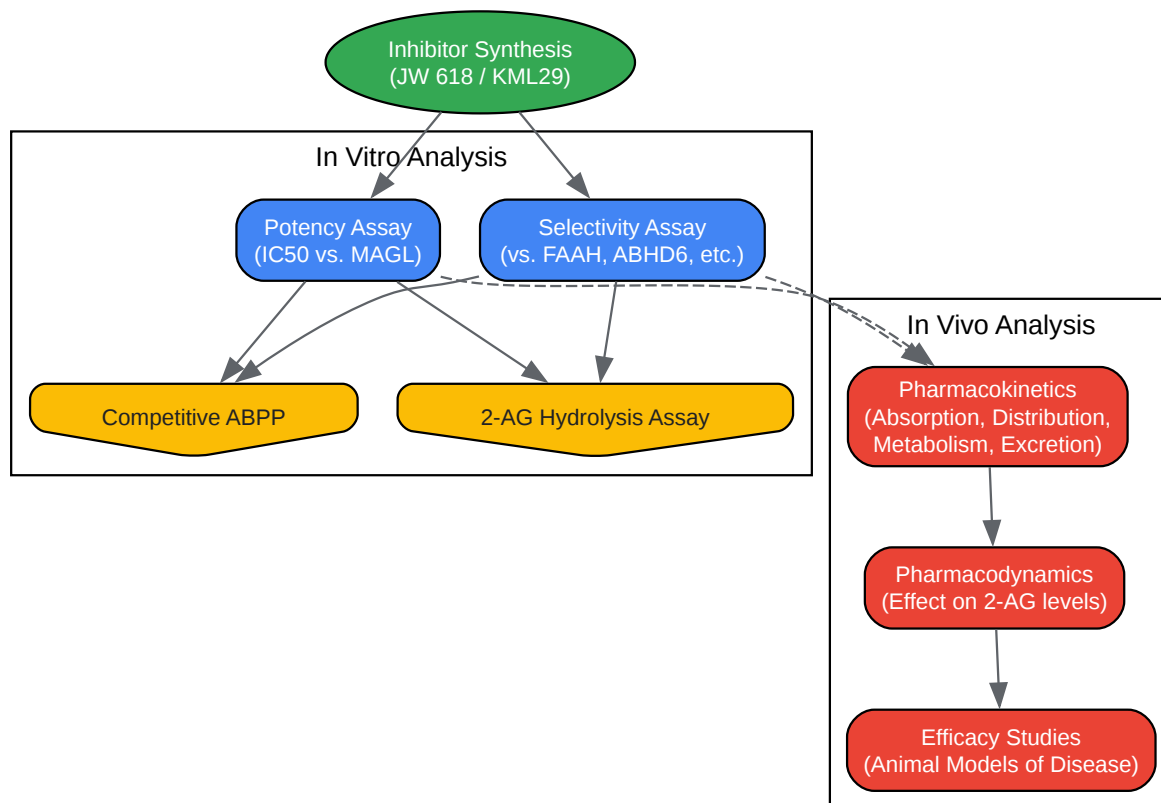 Inhibitor Synthesis
(JW 618 / KML29)
In Vitro Analysis
Potency Assay
(IC50 vs. MAGL)
Selectivity Assay
(vs. FAAH, ABHD6, etc.)
Competitive ABPP
2-AG Hydrolysis Assay
In Vivo Analysis
Pharmacokinetics
(Absorption, Distribution,
Metabolism, Excretion)
Pharmacodynamics
(Effect on 2-AG levels)
Efficacy Studies
(Animal Models of Disease)